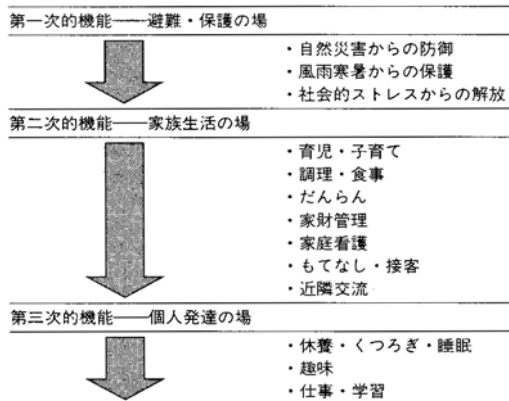 第一次的機能——避難・保護の場
・自然災害からの防御
・風雨寒暑からの保護
・社会的ストレスからの解放
第二次的機能——家族生活の場
・育児・子育て
・調理・食事
・だんらん
・家財管理
・家庭看護
・もてなし・接客
・近隣交流
第三次的機能——個人発達の場
・休養・くつろぎ・睡眠
・趣味
・仕事・学習